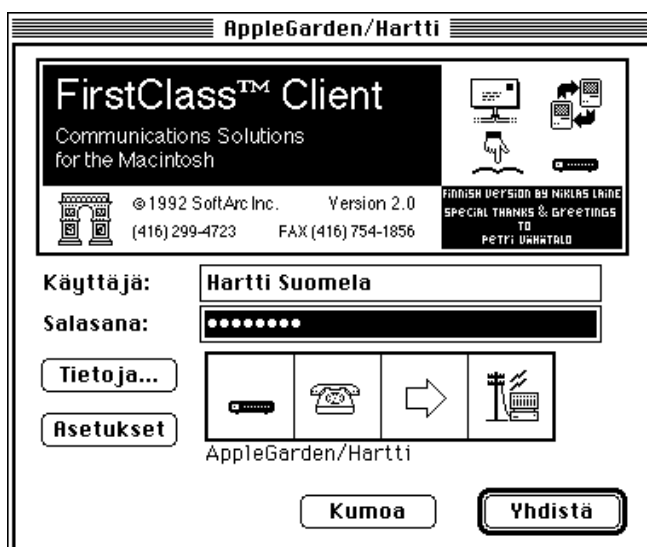 AppleGarden/Hartti
FirstClass™ Client
Communications Solutions
for the Macintosh
©1992 SoftArc Inc. Version 2.0
(416) 299-4723 FAX (416) 754-1856
Finnish version by Niklas Laine
Special thanks & Greetings
TO
Petri Vähätalo
Käyttäjä: Hartti Suomela
Salasana: ••••••••
Tietoja...
Asetukset
AppleGarden/Hartti
Kumoa Yhdistä